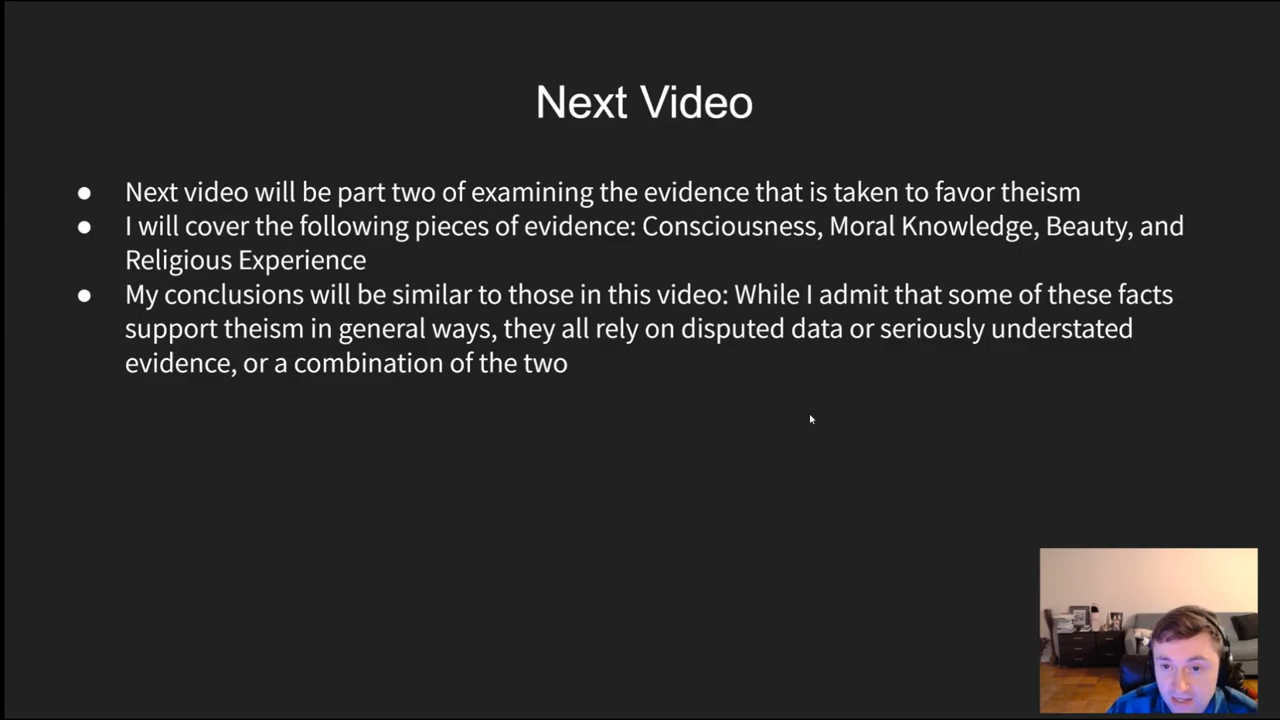 Next Video
● Next video will be part two of examining the evidence that is taken to favor theism
● I will cover the following pieces of evidence: Consciousness, Moral Knowledge, Beauty, and
Religious Experience
● My conclusions will be similar to those in this video: While I admit that some of these facts
support theism in general ways, they all rely on disputed data or seriously understated
evidence, or a combination of the two